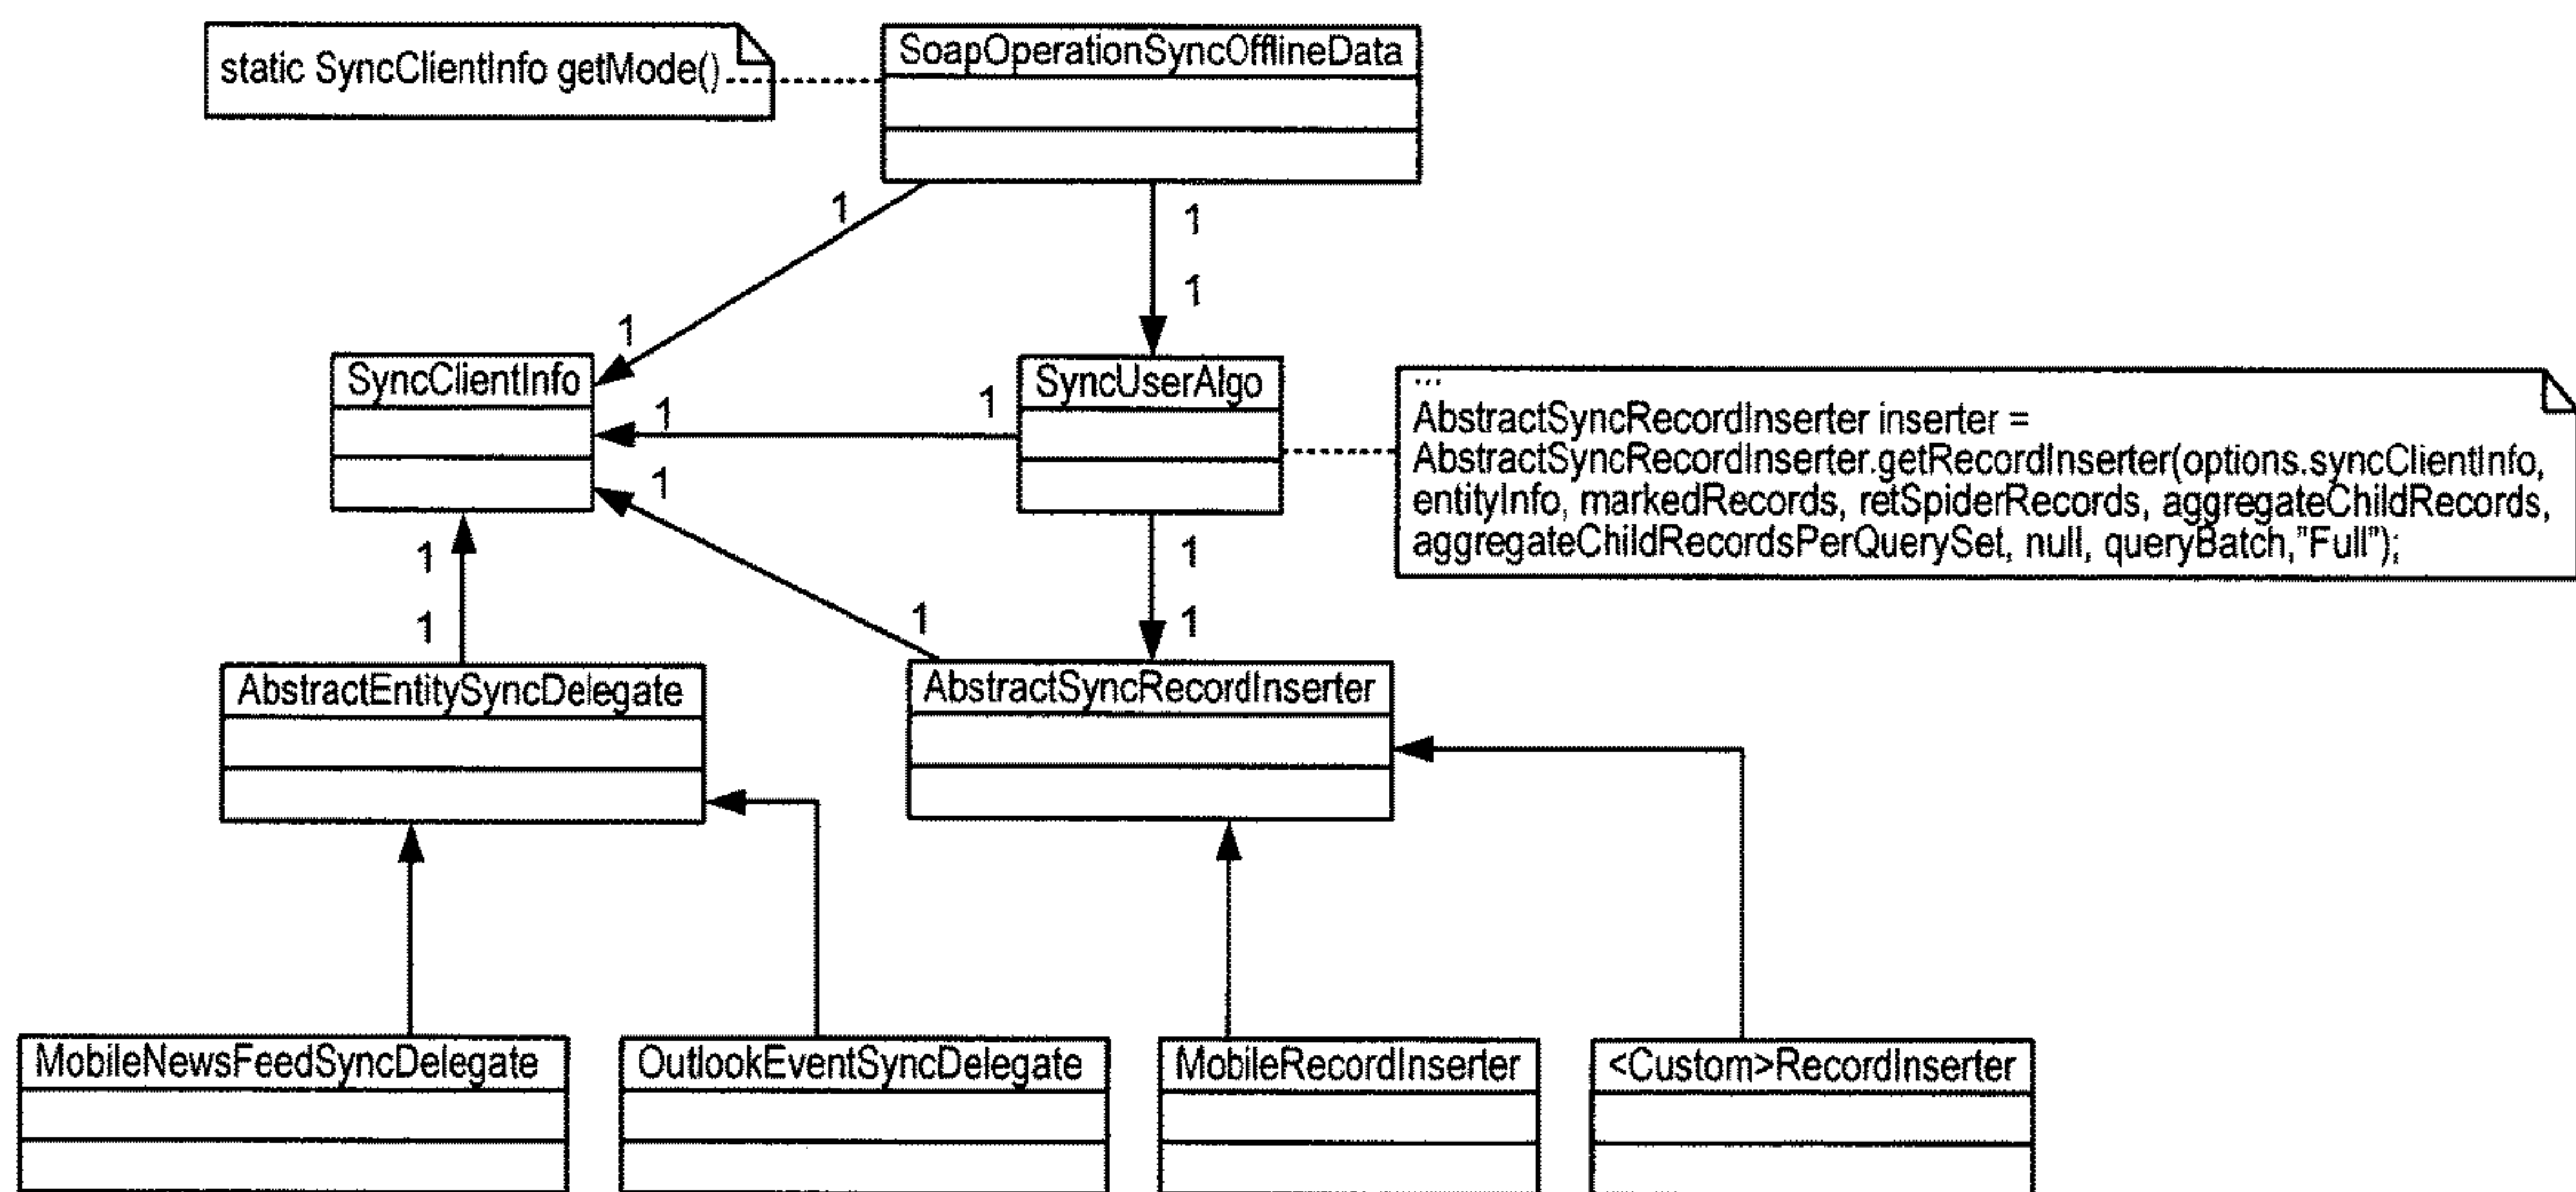 static SyncClientInfo getMode()
SoapOperationSyncOfflineData
1
1
1
1
SyncClientInfo
SyncUserAlgo
1
1
...
AbstractSyncRecordInserter inserter =
AbstractSyncRecordInserter.getRecordInserter(options.syncClientInfo,
entityInfo, markedRecords, retSpiderRecords, aggregateChildRecords,
aggregateChildRecordsPerQuerySet, null, queryBatch,"Full");
1
1
1
1
1
1
AbstractEntitySyncDelegate
AbstractSyncRecordInserter
MobileNewsFeedSyncDelegate
OutlookEventSyncDelegate
MobileRecordInserter
<Custom>RecordInserter